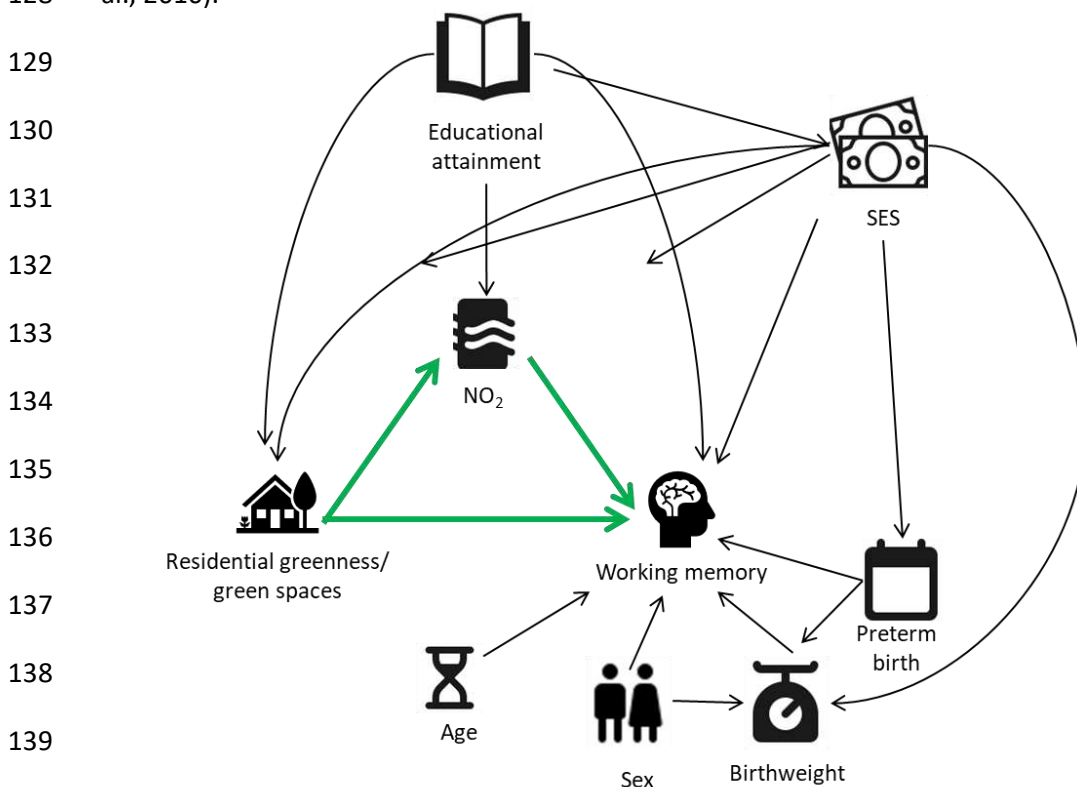 128 al., 2016).
129
Educational
attainment
130
131
SES
132
133
NO₂
134
135
136
Residential greenness/
green spaces
Working memory
137
Preterm
birth
138
Age
139
Sex
Birthweight